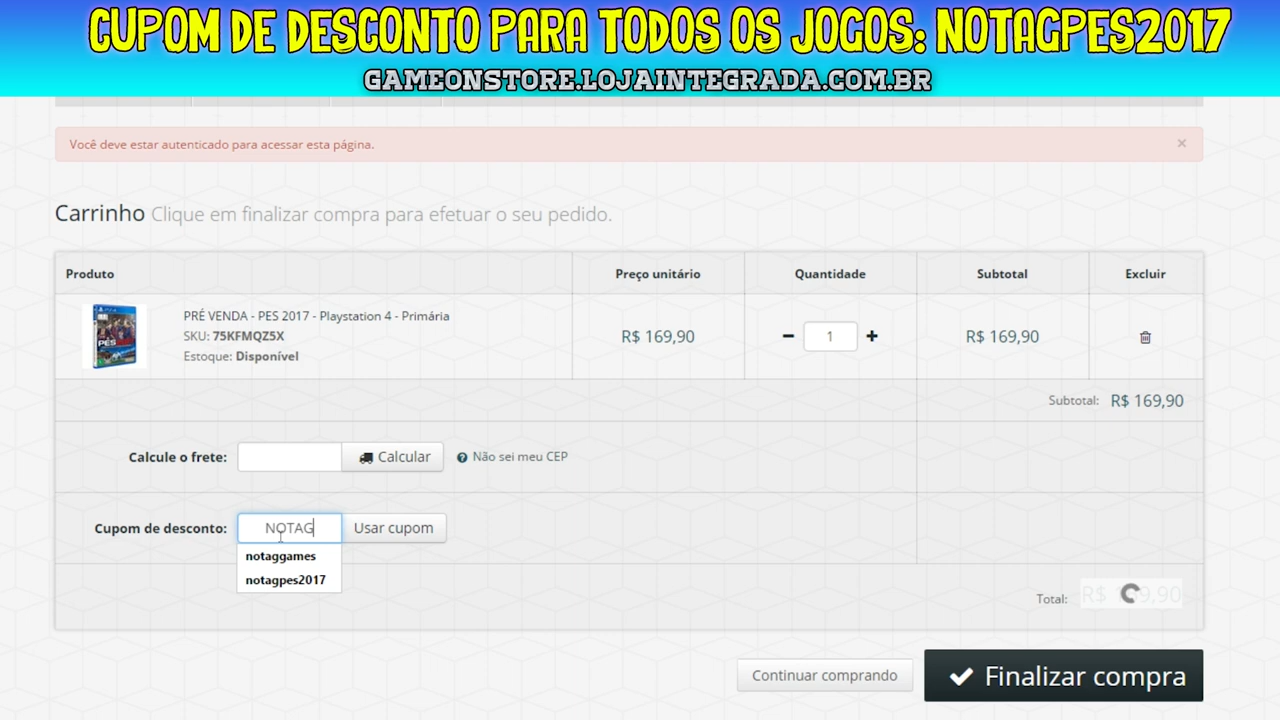 CUPOM DE DESCONTO PARA TODOS OS JOGOS: NOTAGPES2017
GAMEONSTORE.LOJAINTEGRADA.COM.BR
Você deve estar autenticado para acessar esta página. ×
Carrinho Clique em finalizar compra para efetuar o seu pedido.
Produto Preço unitário Quantidade Subtotal Excluir
PRÉ VENDA - PES 2017 - Playstation 4 - Primária
SKU: 75KFMQZ5X
Estoque: Disponível
PES
R$ 169,90 1 R$ 169,90
Subtotal: R$ 169,90
Calcule o frete: Calcular Não sei meu CEP
Cupom de desconto: NOTAG Usar cupom
notaggames
notagpes2017
Total: R$ 169,90
Continuar comprando Finalizar compra